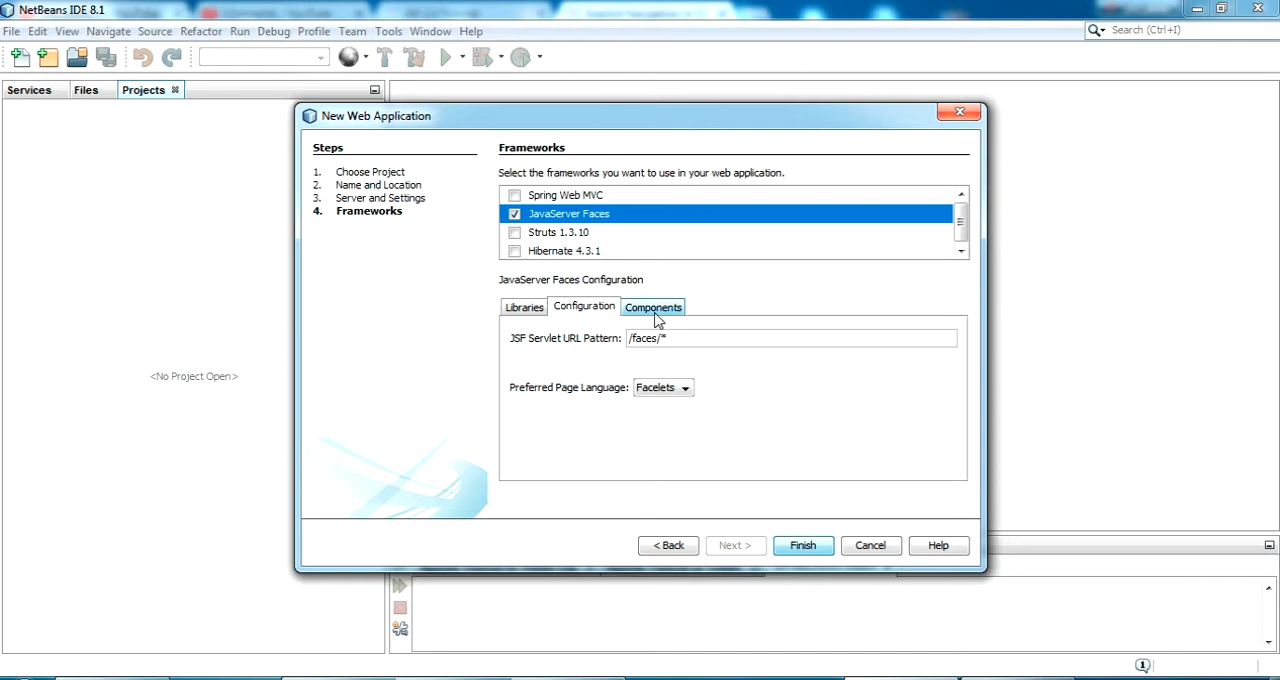 NetBeans IDE 8.1
File Edit View Navigate Source Refactor Run Debug Profile Team Tools Window Help
Search (Ctrl+I)
Services Files Projects
<No Project Open>
New Web Application
Steps
1. Choose Project
2. Name and Location
3. Server and Settings
4. Frameworks
Frameworks
Select the frameworks you want to use in your web application.
Spring Web MVC
JavaServer Faces
Struts 1.3.10
Hibernate 4.3.1
JavaServer Faces Configuration
Libraries Configuration Components
JSF Servlet URL Pattern: /faces/*
Preferred Page Language: Facelets
< Back Next > Finish Cancel Help
1